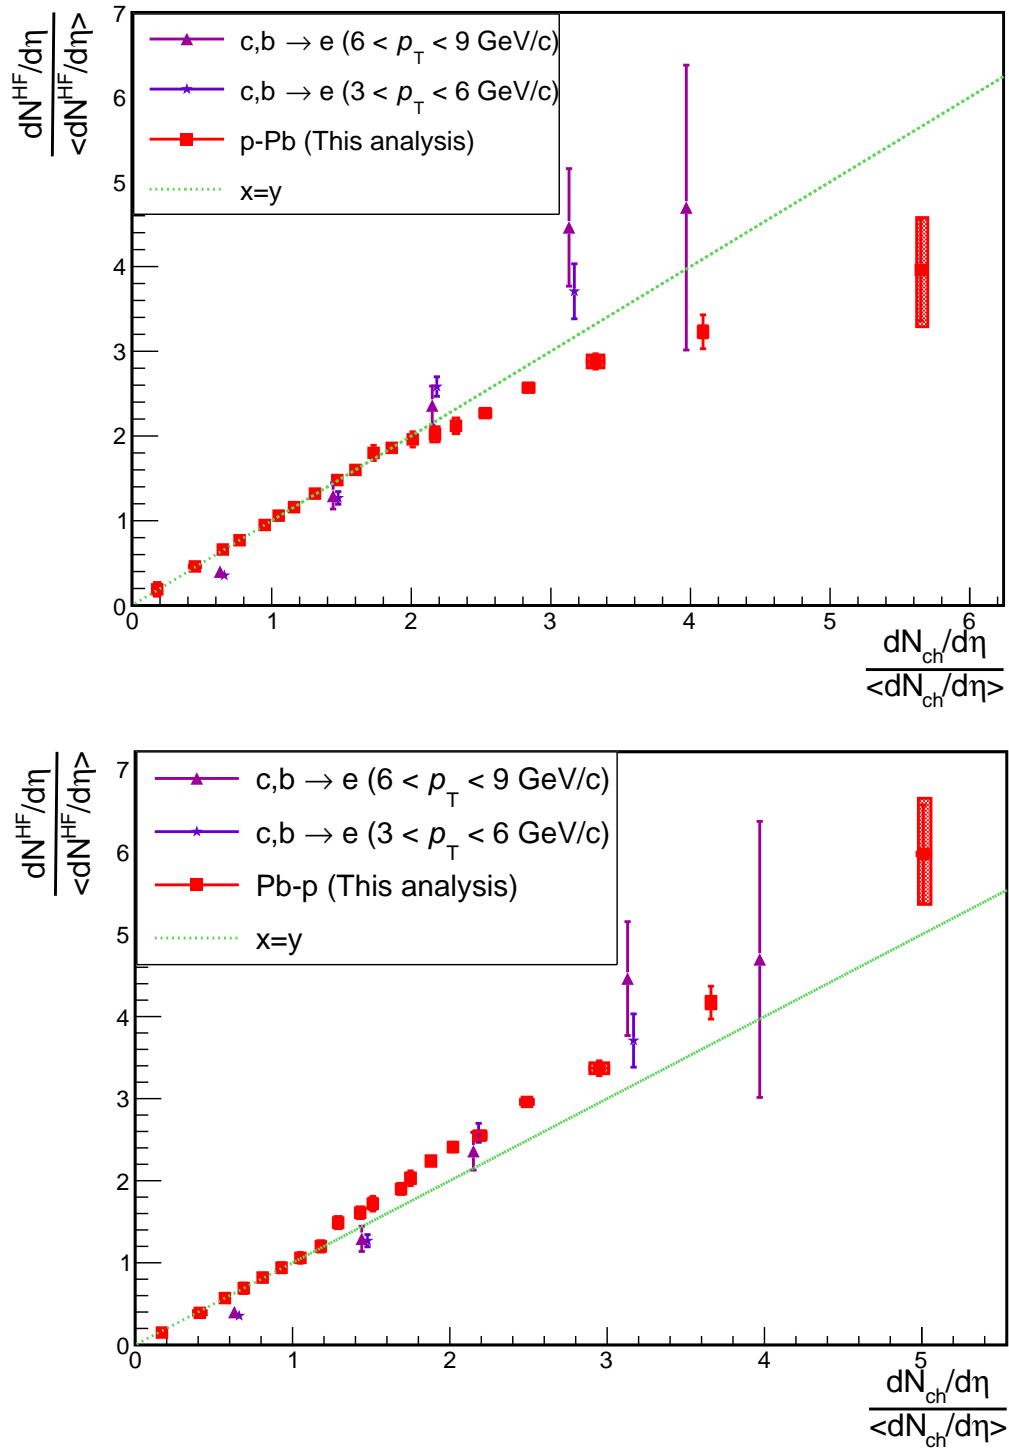 dN^HF/dη
<dN^HF/dη>
7
6
5
4
3
2
1
0
c,b → e (6 < p_T < 9 GeV/c)
c,b → e (3 < p_T < 6 GeV/c)
p-Pb (This analysis)
x=y
0 1 2 3 4 5 6
dN_ch/dη
<dN_ch/dη>
dN^HF/dη
<dN^HF/dη>
7
6
5
4
3
2
1
0
c,b → e (6 < p_T < 9 GeV/c)
c,b → e (3 < p_T < 6 GeV/c)
Pb-p (This analysis)
x=y
0 1 2 3 4 5
dN_ch/dη
<dN_ch/dη>